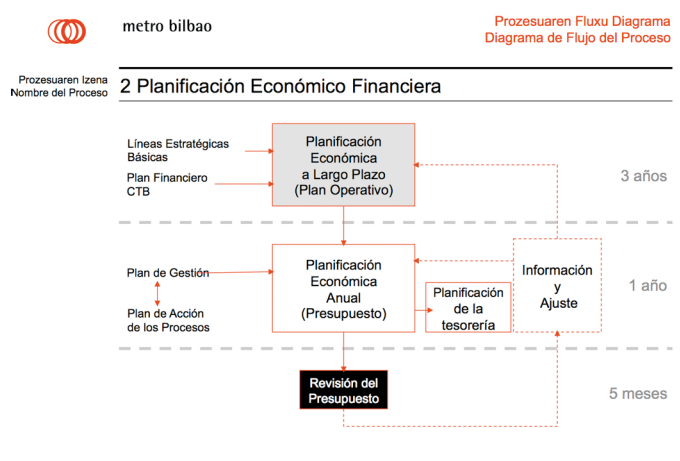 metro bilbao
Prozesuaren Fluxu Diagrama
Diagrama de Flujo del Proceso
Prozesuaren Izena
Nombre del Proceso
2 Planificación Económico Financiera
Líneas Estratégicas
Básicas
Plan Financiero
CTB
Planificación
Económica
a Largo Plazo
(Plan Operativo)
3 años
Plan de Gestión
Plan de Acción
de los Procesos
Planificación
Económica
Anual
(Presupuesto)
Planificación
de la
tesorería
Información
y
Ajuste
1 año
Revisión del
Presupuesto
5 meses